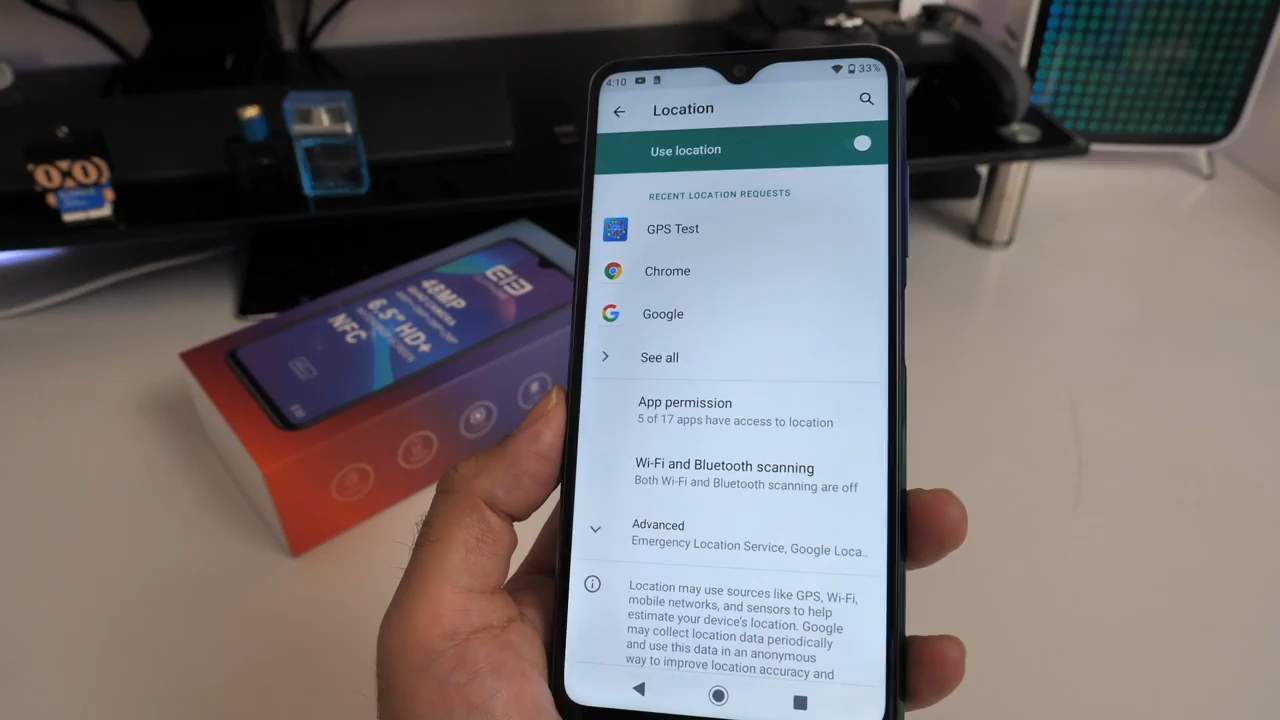 4:10
33%
Location
Use location
RECENT LOCATION REQUESTS
GPS Test
Chrome
Google
See all
App permission
5 of 17 apps have access to location
Wi-Fi and Bluetooth scanning
Both Wi-Fi and Bluetooth scanning are off
Advanced
Emergency Location Service, Google Loca..
Location may use sources like GPS, Wi-Fi,
mobile networks, and sensors to help
estimate your device's location. Google
may collect location data periodically
and use this data in an anonymous
way to improve location accuracy and
48MP
6.5" HD+
NFC